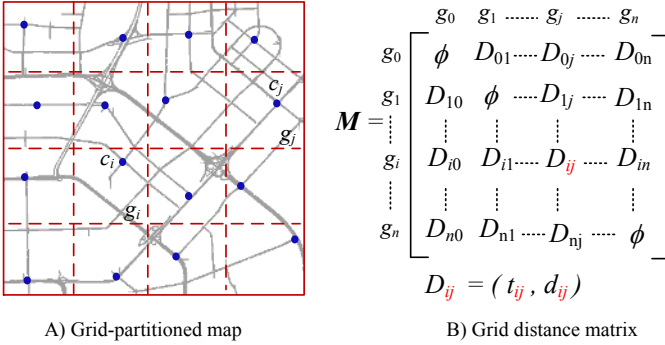 c_j
g_j
c_i
g_i
A) Grid-partitioned map
g_0 g_1 ------- g_j ------ g_n
g_0 ϕ D_01 ------ D_0j ----- D_0n
g_1 D_10 ϕ ------ D_1j ----- D_1n
M =
g_i D_i0 D_i1 ------ D_ij ----- D_in
g_n D_n0 D_n1 ----- D_nj ----- ϕ
D_ij = ( t_ij , d_ij )
B) Grid distance matrix